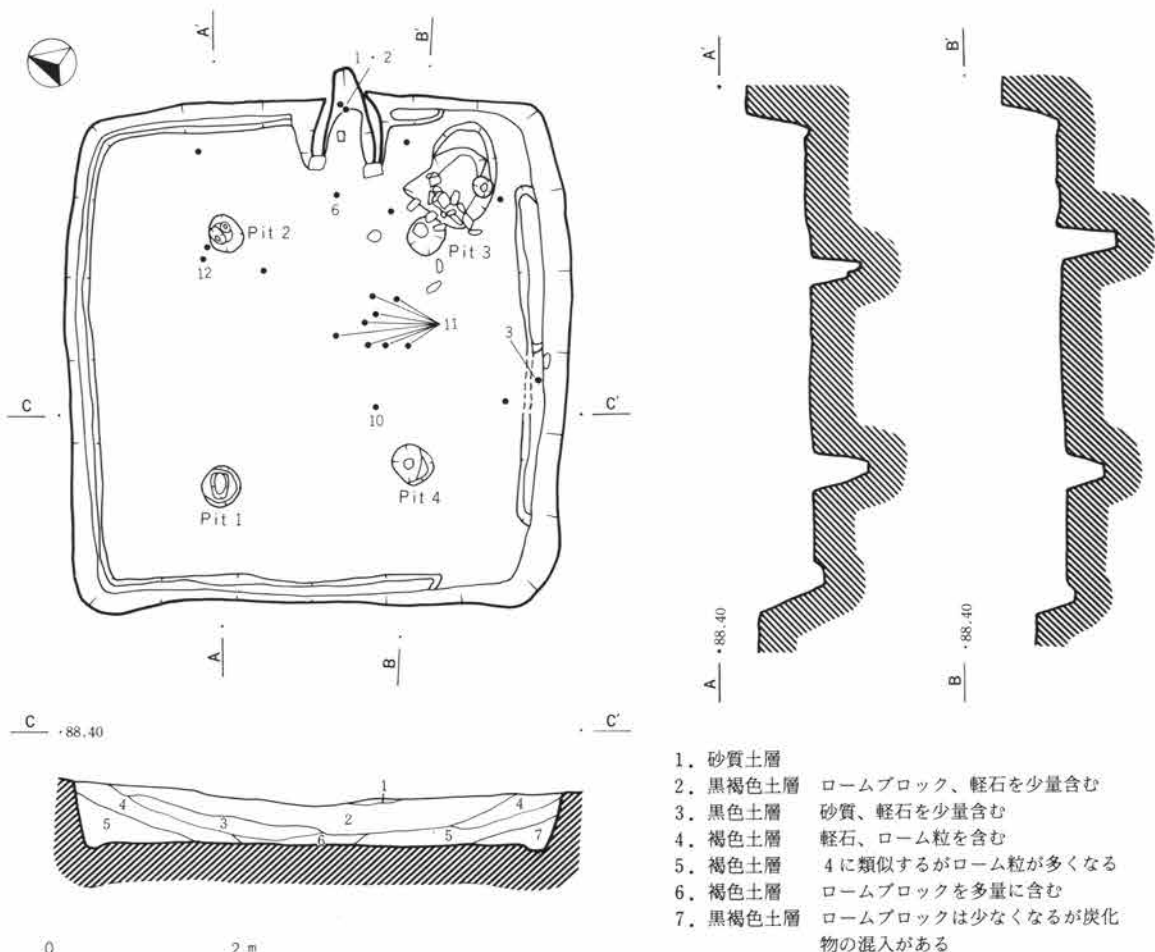 A'
B'
1・2
6
Pit 2
Pit 3
12
11
3
C
C'
10
Pit 1
Pit 4
A
B
A'
B'
A ・88.40
B ・88.40
C ・88.40
C'
1
4
2
4
5
3
6
5
7
0 2 m
1. 砂質土層
2. 黒褐色土層 ロームブロック、軽石を少量含む
3. 黒色土層 砂質、軽石を少量含む
4. 褐色土層 軽石、ローム粒を含む
5. 褐色土層 4に類似するがローム粒が多くなる
6. 褐色土層 ロームブロックを多量に含む
7. 黒褐色土層 ロームブロックは少なくなるが炭化
物の混入がある